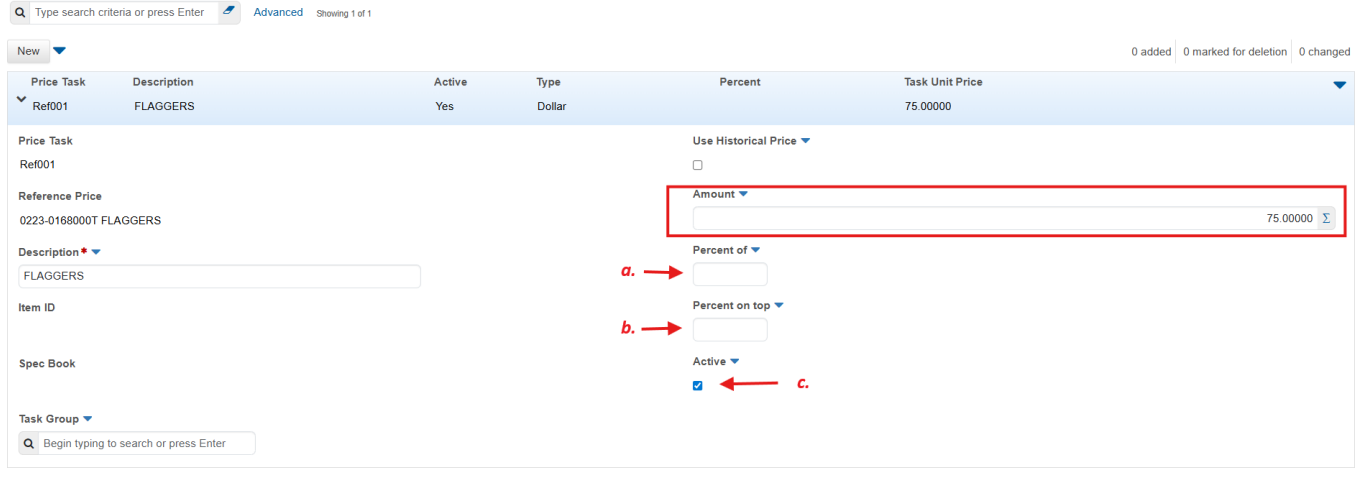 Type search criteria or press Enter Advanced Showing 1 of 1
New 0 added 0 marked for deletion 0 changed
Price Task Description Active Type Percent Task Unit Price
Ref001 FLAGGERS Yes Dollar 75.00000
Price Task Use Historical Price
Ref001
Reference Price Amount
0223-0168000T FLAGGERS 75.00000 Σ
Description* Percent of
FLAGGERS a.
Item ID Percent on top
b.
Spec Book Active
c.
Task Group
Begin typing to search or press Enter